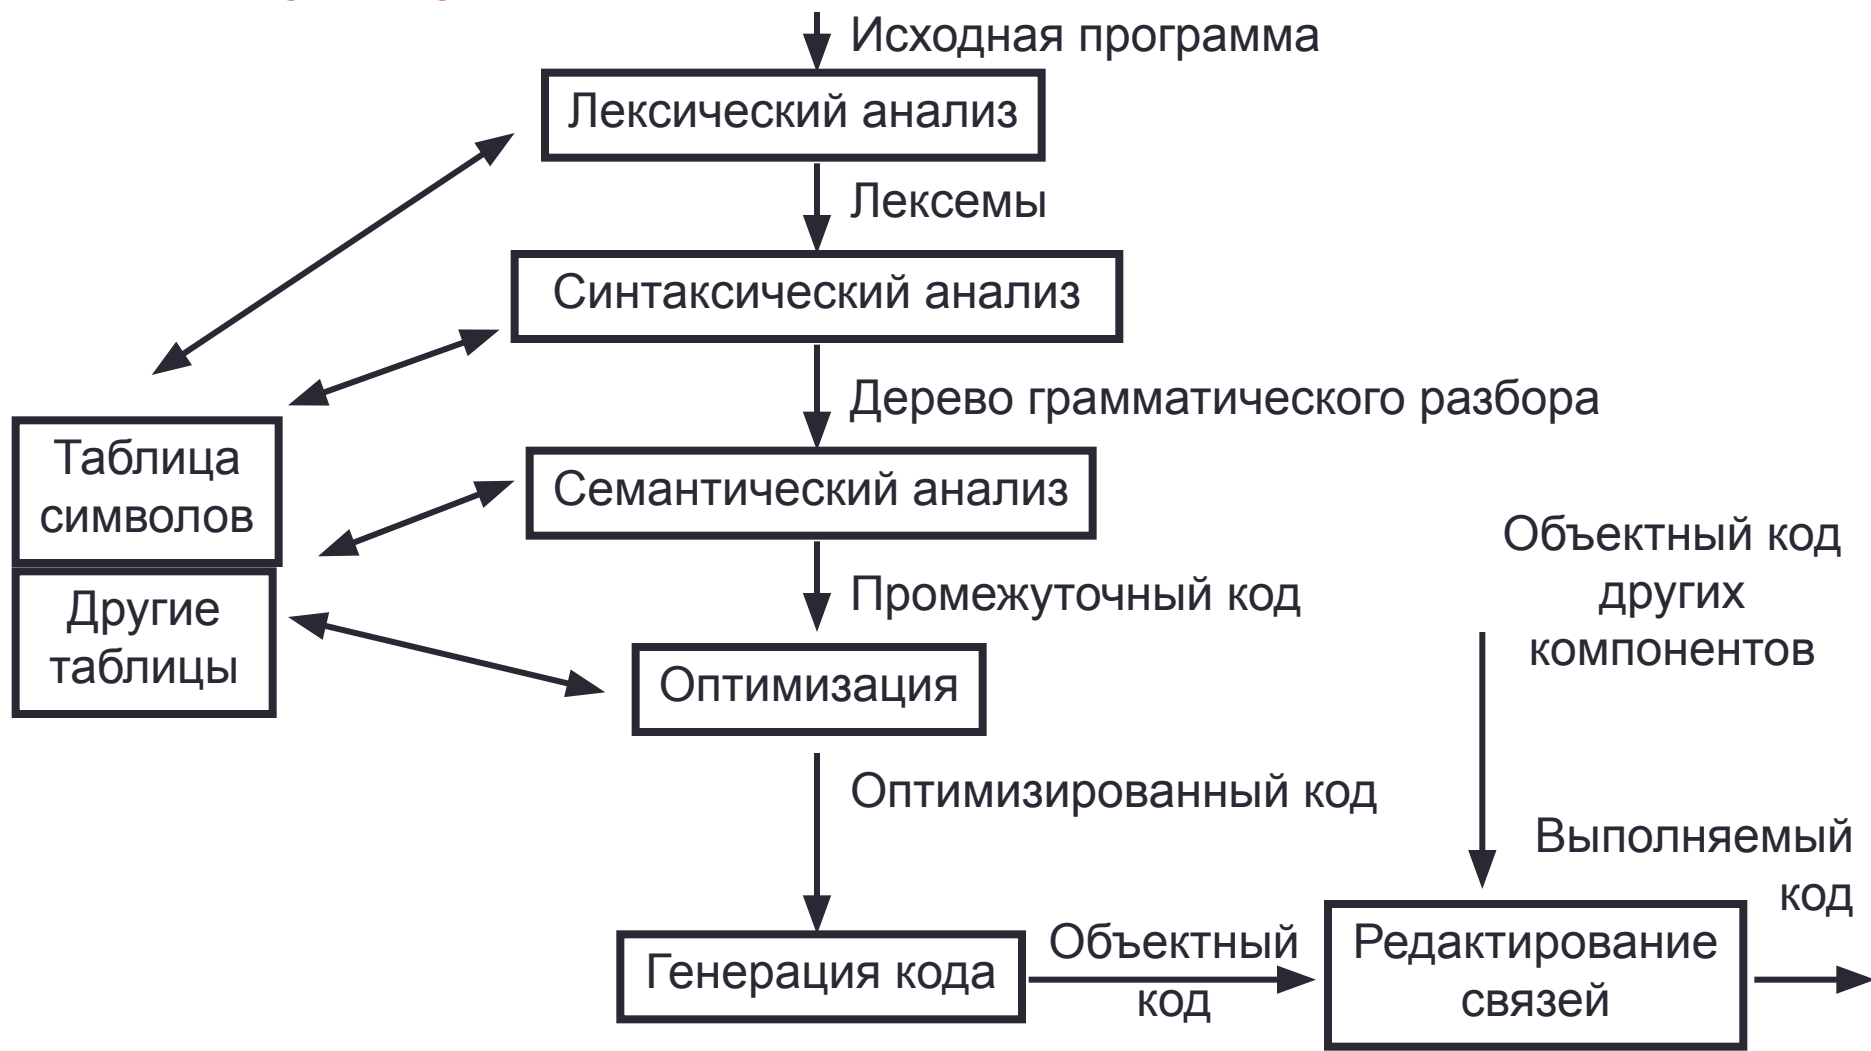 Исходная программа
Лексический анализ
Лексемы
Синтаксический анализ
Дерево грамматического разбора
Таблица
символов
Семантический анализ
Другие
таблицы
Промежуточный код
Объектный код
других
компонентов
Оптимизация
Оптимизированный код
Выполняемый
код
Генерация кода
Объектный
код
Редактирование
связей